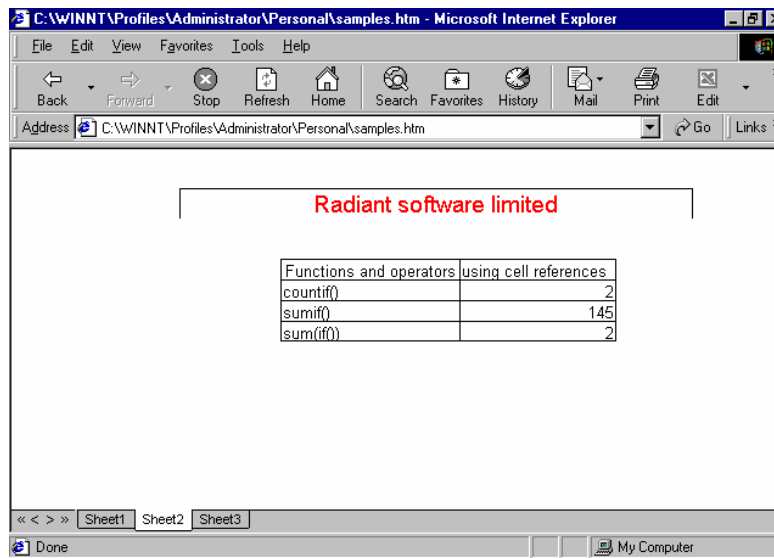 C:\WINNT\Profiles\Administrator\Personal\samples.htm - Microsoft Internet Explorer
File Edit View Favorites Tools Help
Back Forward Stop Refresh Home Search Favorites History Mail Print Edit
Address C:\WINNT\Profiles\Administrator\Personal\samples.htm Go Links
Radiant software limited
Functions and operators using cell references
countif() 2
sumif() 145
sum(if()) 2
« < > » Sheet1 Sheet2 Sheet3
Done My Computer